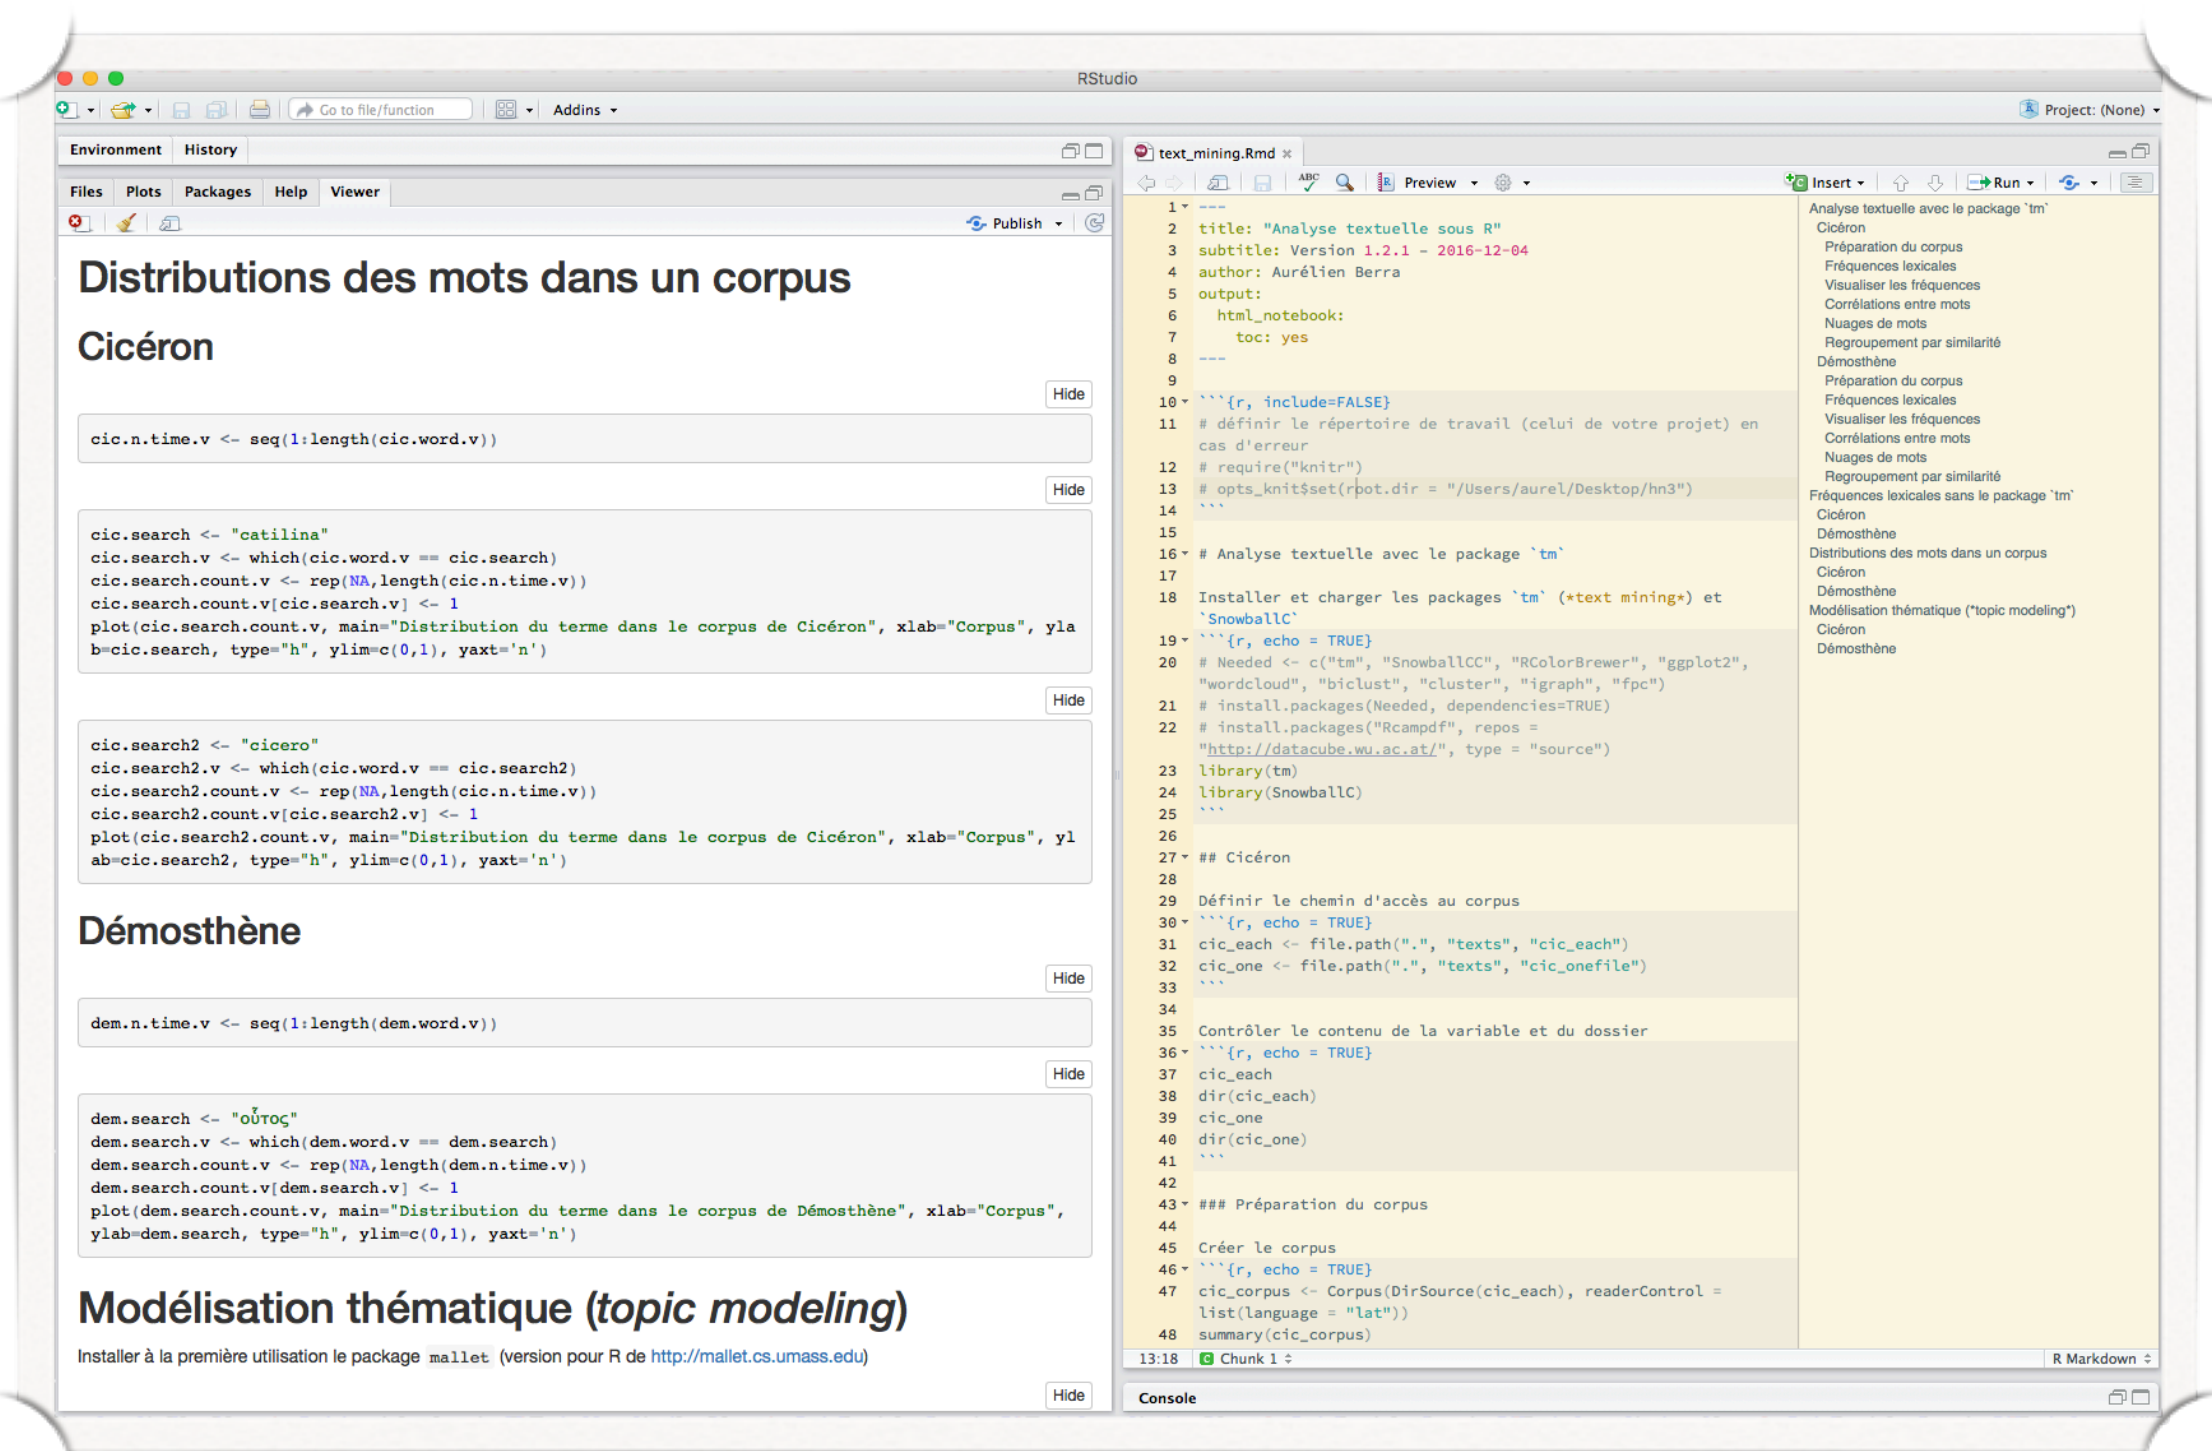 RStudio
Go to file/function
Addins
Project: (None)
Environment History
Files Plots Packages Help Viewer
Publish
Distributions des mots dans un corpus
Cicéron
Hide
cic.n.time.v <- seq(1:length(cic.word.v))
Hide
cic.search <- "catilina"
cic.search.v <- which(cic.word.v == cic.search)
cic.search.count.v <- rep(NA,length(cic.n.time.v))
cic.search.count.v[cic.search.v] <- 1
plot(cic.search.count.v, main="Distribution du terme dans le corpus de Cicéron", xlab="Corpus", yla
b=cic.search, type="h", ylim=c(0,1), yaxt='n')
Hide
cic.search2 <- "cicero"
cic.search2.v <- which(cic.word.v == cic.search2)
cic.search2.count.v <- rep(NA,length(cic.n.time.v))
cic.search2.count.v[cic.search2.v] <- 1
plot(cic.search2.count.v, main="Distribution du terme dans le corpus de Cicéron", xlab="Corpus", yl
ab=cic.search2, type="h", ylim=c(0,1), yaxt='n')
Démosthène
Hide
dem.n.time.v <- seq(1:length(dem.word.v))
Hide
dem.search <- "οὗτος"
dem.search.v <- which(dem.word.v == dem.search)
dem.search.count.v <- rep(NA,length(dem.n.time.v))
dem.search.count.v[dem.search.v] <- 1
plot(dem.search.count.v, main="Distribution du terme dans le corpus de Démosthène", xlab="Corpus",
ylab=dem.search, type="h", ylim=c(0,1), yaxt='n')
Modélisation thématique (topic modeling)
Installer à la première utilisation le package mallet (version pour R de http://mallet.cs.umass.edu)
Hide
text_mining.Rmd
ABC Preview Insert Run
1 ---
2 title: "Analyse textuelle sous R"
3 subtitle: Version 1.2.1 - 2016-12-04
4 author: Aurélien Berra
5 output:
6 html_notebook:
7 toc: yes
8 ---
9
10 ```{r, include=FALSE}
11 # définir le répertoire de travail (celui de votre projet) en
cas d'erreur
12 # require("knitr")
13 # opts_knit$set(root.dir = "/Users/aurel/Desktop/hn3")
14 ```
15
16 # Analyse textuelle avec le package `tm`
17
18 Installer et charger les packages `tm` (*text mining*) et
`SnowballC`
19 ```{r, echo = TRUE}
20 # Needed <- c("tm", "SnowballCC", "RColorBrewer", "ggplot2",
"wordcloud", "biclust", "cluster", "igraph", "fpc")
21 # install.packages(Needed, dependencies=TRUE)
22 # install.packages("Rcampdf", repos =
"http://datacube.wu.ac.at/", type = "source")
23 library(tm)
24 library(SnowballC)
25 ```
26
27 ## Cicéron
28
29 Définir le chemin d'accès au corpus
30 ```{r, echo = TRUE}
31 cic_each <- file.path(".", "texts", "cic_each")
32 cic_one <- file.path(".", "texts", "cic_onefile")
33 ```
34
35 Contrôler le contenu de la variable et du dossier
36 ```{r, echo = TRUE}
37 cic_each
38 dir(cic_each)
39 cic_one
40 dir(cic_one)
41 ```
42
43 ### Préparation du corpus
44
45 Créer le corpus
46 ```{r, echo = TRUE}
47 cic_corpus <- Corpus(DirSource(cic_each), readerControl =
list(language = "lat"))
48 summary(cic_corpus)
13:18 Chunk 1 R Markdown
Analyse textuelle avec le package `tm`
Cicéron
Préparation du corpus
Fréquences lexicales
Visualiser les fréquences
Corrélations entre mots
Nuages de mots
Regroupement par similarité
Démosthène
Préparation du corpus
Fréquences lexicales
Visualiser les fréquences
Corrélations entre mots
Nuages de mots
Regroupement par similarité
Fréquences lexicales sans le package `tm`
Cicéron
Démosthène
Distributions des mots dans un corpus
Cicéron
Démosthène
Modélisation thématique (*topic modeling*)
Cicéron
Démosthène
Console